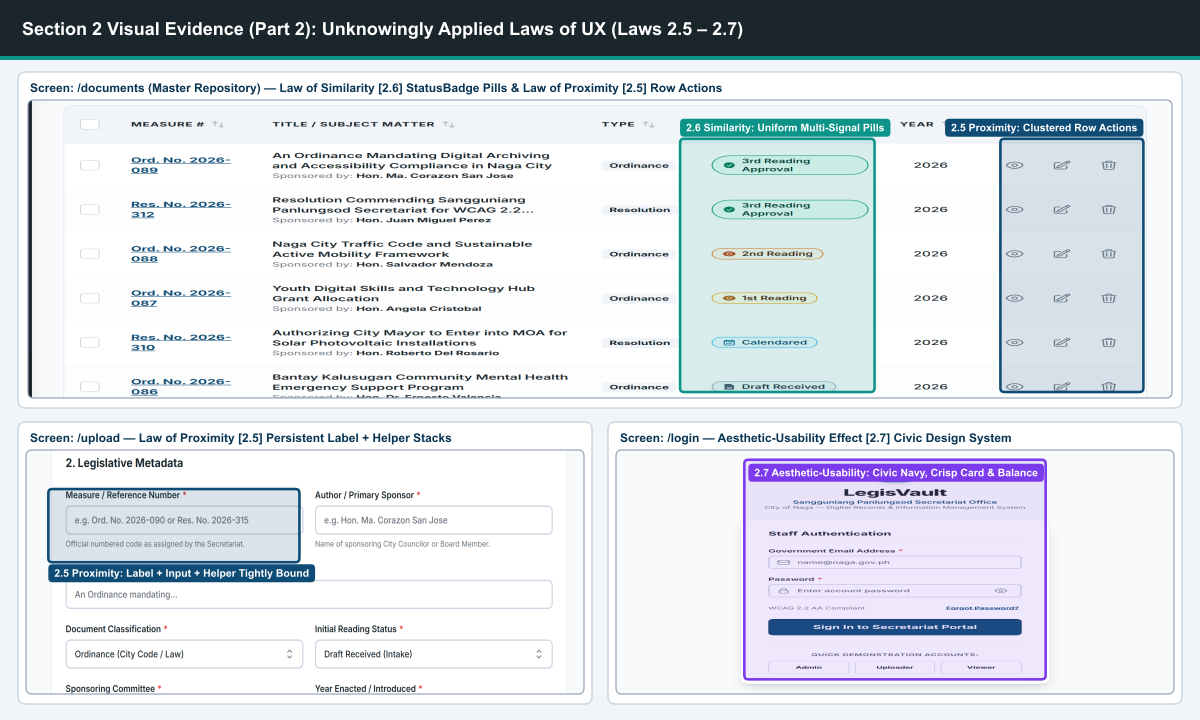 Section 2 Visual Evidence (Part 2): Unknowingly Applied Laws of UX (Laws 2.5 – 2.7)
Screen: /documents (Master Repository) — Law of Similarity [2.6] StatusBadge Pills & Law of Proximity [2.5] Row Actions
MEASURE # TITLE / SUBJECT MATTER TYPE 2.6 Similarity: Uniform Multi-Signal Pills YEAR 2.5 Proximity: Clustered Row Actions
Ord. No. 2026-
089
An Ordinance Mandating Digital Archiving
and Accessibility Compliance in Naga City
Sponsored by: Hon. Ma. Corazon San Jose
Ordinance
3rd Reading
Approval
2026
Res. No. 2026-
312
Resolution Commending Sangguniang
Panlungsod Secretariat for WCAG 2.2...
Sponsored by: Hon. Juan Miguel Perez
Resolution
3rd Reading
Approval
2026
Ord. No. 2026-
088
Naga City Traffic Code and Sustainable
Active Mobility Framework
Sponsored by: Hon. Salvador Mendoza
Ordinance
2nd Reading
2026
Ord. No. 2026-
087
Youth Digital Skills and Technology Hub
Grant Allocation
Sponsored by: Hon. Angela Cristobal
Ordinance
1st Reading
2026
Res. No. 2026-
310
Authorizing City Mayor to Enter into MOA for
Solar Photovoltaic Installations
Sponsored by: Hon. Roberto Del Rosario
Resolution
Calendared
2026
Ord. No. 2026-
086
Bantay Kalusugan Community Mental Health
Emergency Support Program
Sponsored by: Hon. Dr. Ernesto Valencia
Ordinance
Draft Received
2026
Screen: /upload — Law of Proximity [2.5] Persistent Label + Helper Stacks
2. Legislative Metadata
Measure / Reference Number * Author / Primary Sponsor *
e.g. Ord. No. 2026-090 or Res. No. 2026-315 e.g. Hon. Ma. Corazon San Jose
Official numbered code as assigned by the Secretariat. Name of sponsoring City Councilor or Board Member.
2.5 Proximity: Label + Input + Helper Tightly Bound
An Ordinance mandating...
Document Classification * Initial Reading Status *
Ordinance (City Code / Law) Draft Received (Intake)
Sponsoring Committee * Year Enacted / Introduced *
Screen: /login — Aesthetic-Usability Effect [2.7] Civic Design System
2.7 Aesthetic-Usability: Civic Navy, Crisp Card & Balance
LegisVault
Sangguniang Panlungsod Secretariat Office
City of Naga — Digital Records & Information Management System
Staff Authentication
Government Email Address *
name@naga.gov.ph
Password *
Enter account password
WCAG 2.2 AA Compliant Forgot Password?
Sign In to Secretariat Portal
QUICK DEMONSTRATION ACCOUNTS:
Admin Uploader Viewer